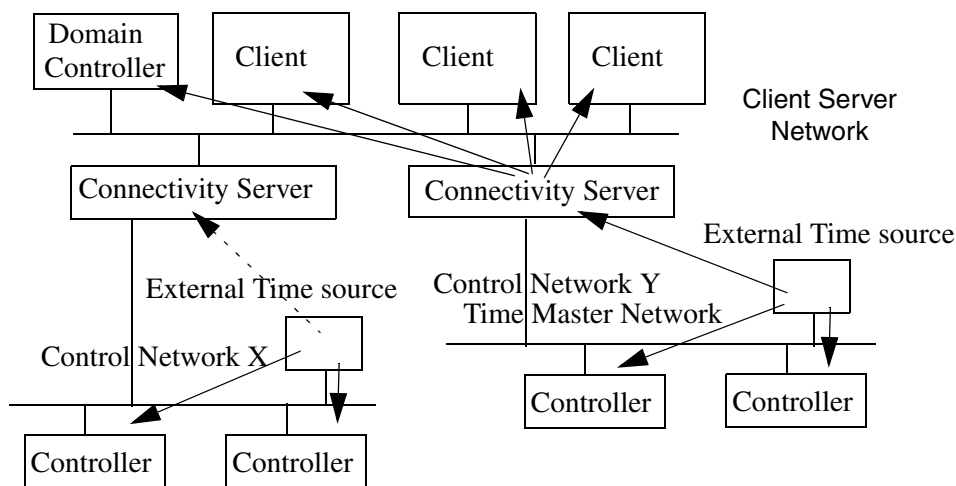 Domain
Controller
Client
Client
Client
Client Server
Network
Connectivity Server
Connectivity Server
External Time source
External Time source
Control Network Y
Time Master Network
Control Network X
Controller
Controller
Controller
Controller